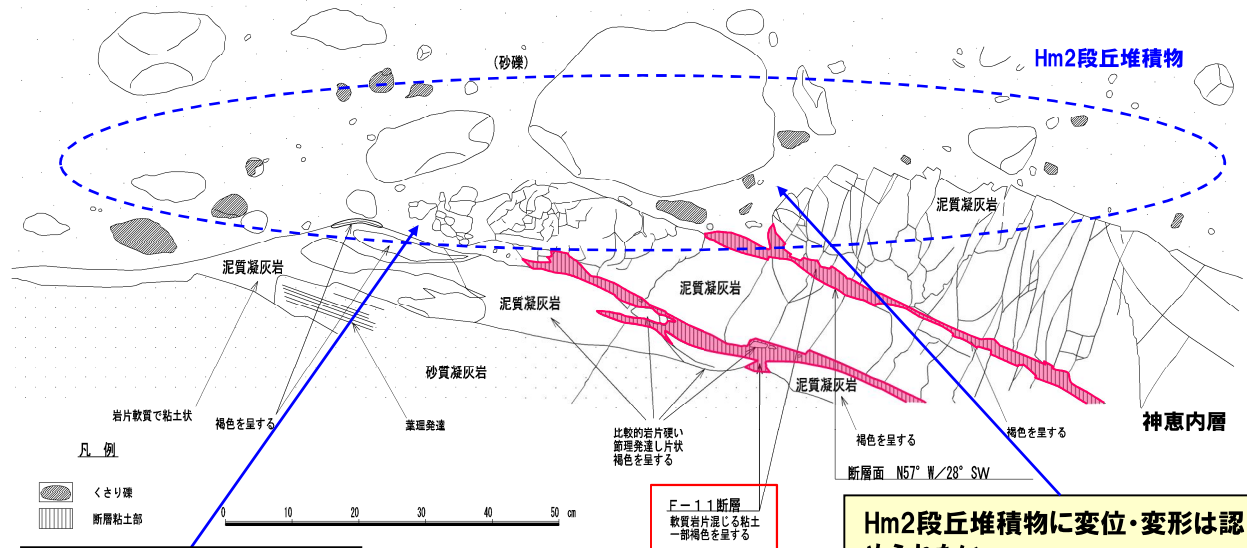 (砂礫)
Hm2段丘堆積物
泥質凝灰岩
泥質凝灰岩
泥質凝灰岩
泥質凝灰岩
砂質凝灰岩
泥質凝灰岩
岩片軟質で粘土状
褐色を呈する
葉理発達
比較的岩片硬い
節理発達し片状
褐色を呈する
褐色を呈する
褐色を呈する
神恵内層
断層面 N57°W/28°SW
凡 例
くさり礫
断層粘土部
0 10 20 30 40 50 cm
F-11断層
軟質岩片混じる粘土
一部褐色を呈する
Hm2段丘堆積物に変位・変形は認